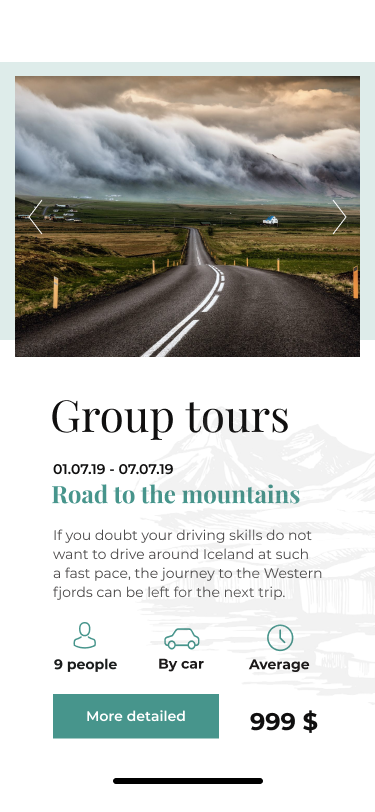 Group tours
01.07.19 - 07.07.19
Road to the mountains
If you doubt your driving skills do not
want to drive around Iceland at such
a fast pace, the journey to the Western
fjords can be left for the next trip.
9 people By car Average
More detailed 999 $